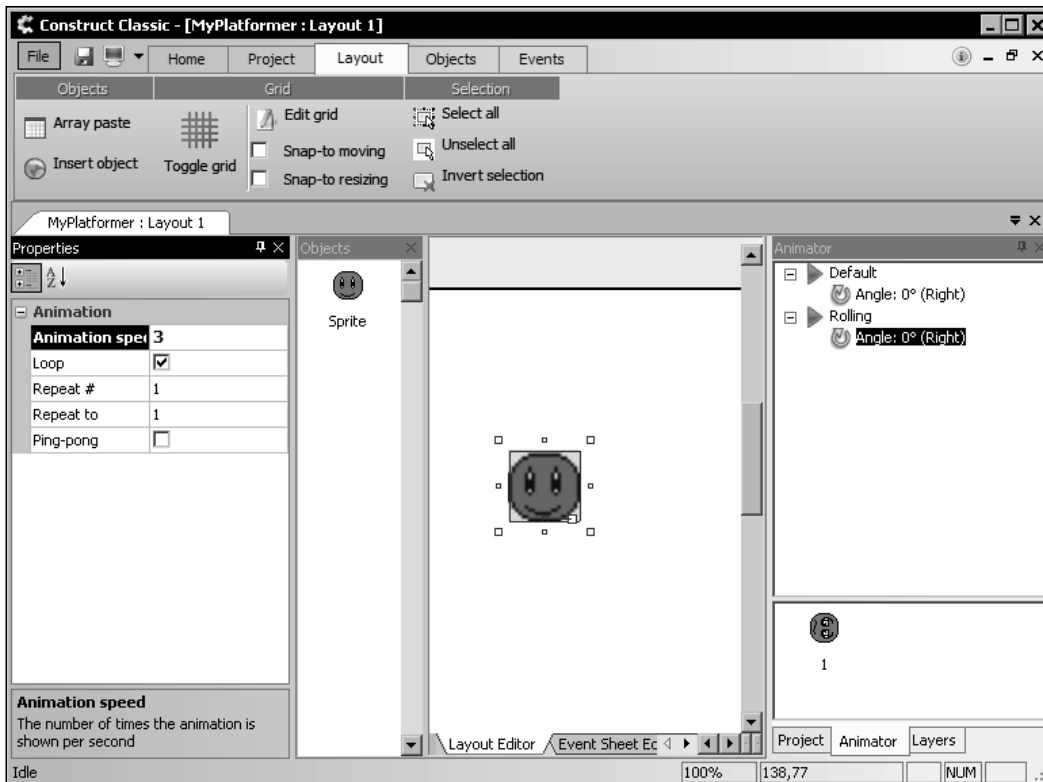 Construct Classic - [MyPlatformer : Layout 1]
File Home Project Layout Objects Events
Objects Grid Selection
Array paste
Insert object
Toggle grid
Edit grid
Snap-to moving
Snap-to resizing
Select all
Unselect all
Invert selection
MyPlatformer : Layout 1
Properties
Animation
Animation spee 3
Loop
Repeat # 1
Repeat to 1
Ping-pong
Animation speed
The number of times the animation is
shown per second
Objects
Sprite
Layout Editor Event Sheet Ec
Animator
Default
Angle: 0° (Right)
Rolling
Angle: 0° (Right)
1
Project Animator Layers
Idle 100% 138,77 NUM